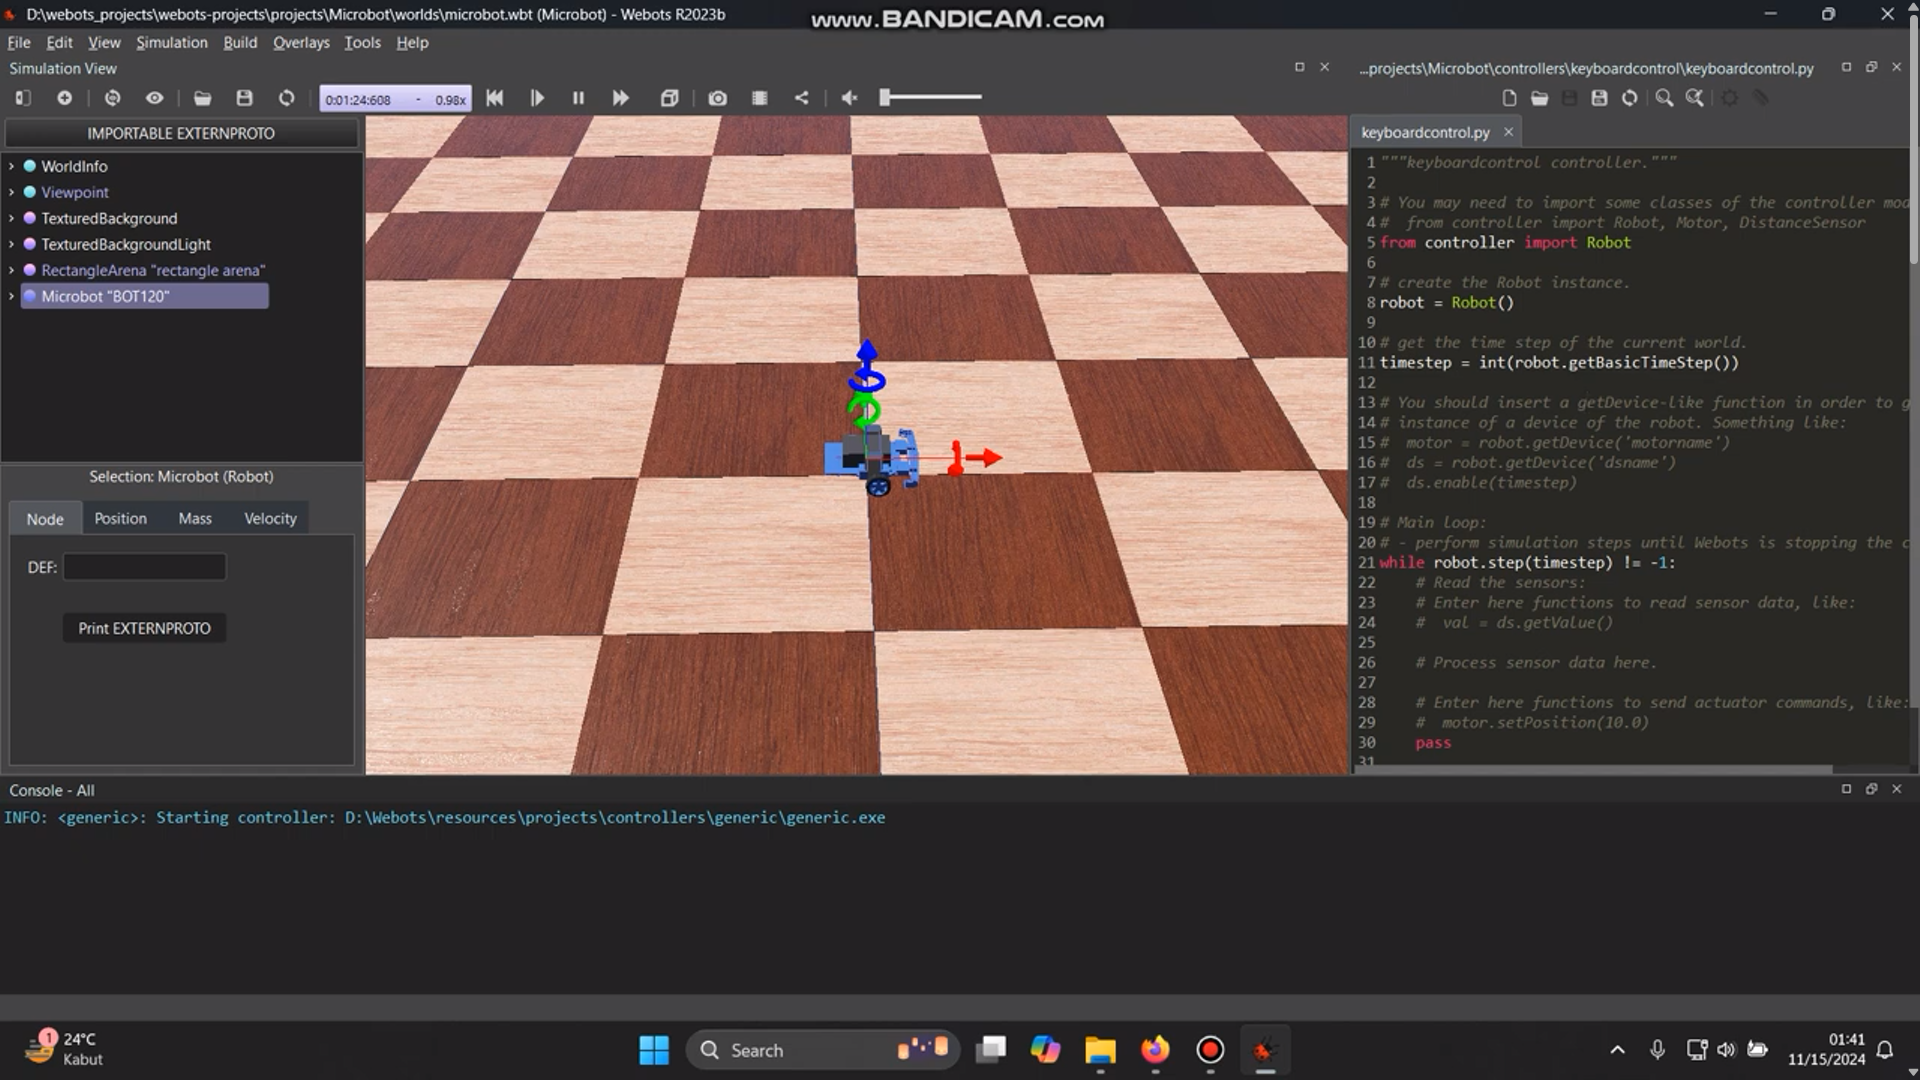 D:\webots_projects\webots-projects\projects\Microbot\worlds\microbot.wbt (Microbot) - Webots R2023b
www.BANDICAM.com
File Edit View Simulation Build Overlays Tools Help
Simulation View
...projects\Microbot\controllers\keyboardcontrol\keyboardcontrol.py
0:01:24:608 - 0.98x
IMPORTABLE EXTERNPROTO
keyboardcontrol.py
WorldInfo
Viewpoint
TexturedBackground
TexturedBackgroundLight
RectangleArena "rectangle arena"
Microbot "BOT120"
Selection: Microbot (Robot)
Node Position Mass Velocity
DEF:
Print EXTERNPROTO
1 """keyboardcontrol controller."""
2
3 # You may need to import some classes of the controller mod
4 #  from controller import Robot, Motor, DistanceSensor
5 from controller import Robot
6
7 # create the Robot instance.
8 robot = Robot()
9
10 # get the time step of the current world.
11 timestep = int(robot.getBasicTimeStep())
12
13 # You should insert a getDevice-like function in order to g
14 # instance of a device of the robot. Something like:
15 #  motor = robot.getDevice('motorname')
16 #  ds = robot.getDevice('dsname')
17 #  ds.enable(timestep)
18
19 # Main loop:
20 # - perform simulation steps until Webots is stopping the c
21 while robot.step(timestep) != -1:
22     # Read the sensors:
23     # Enter here functions to read sensor data, like:
24     #  val = ds.getValue()
25
26     # Process sensor data here.
27
28     # Enter here functions to send actuator commands, like:
29     #  motor.setPosition(10.0)
30     pass
31
Console - All
INFO: <generic>: Starting controller: D:\Webots\resources\projects\controllers\generic\generic.exe
1
24°C
Kabut
Search
01:41
11/15/2024